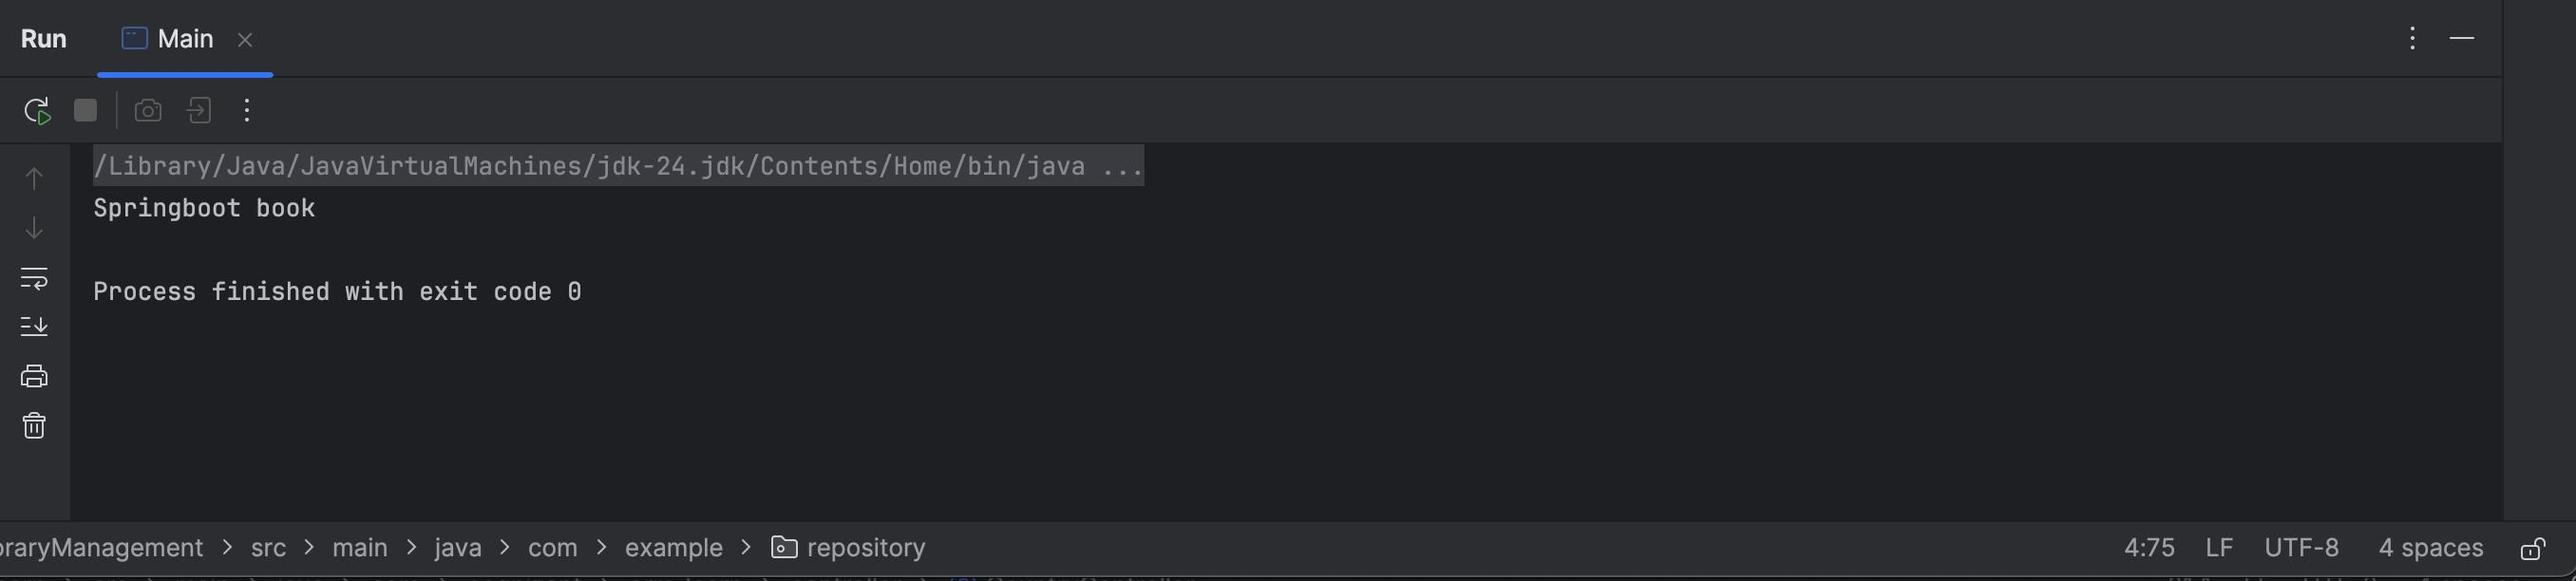 Run Main
/Library/Java/JavaVirtualMachines/jdk-24.jdk/Contents/Home/bin/java ...
Springboot book
Process finished with exit code 0
braryManagement > src > main > java > com > example > repository 4:75 LF UTF-8 4 spaces